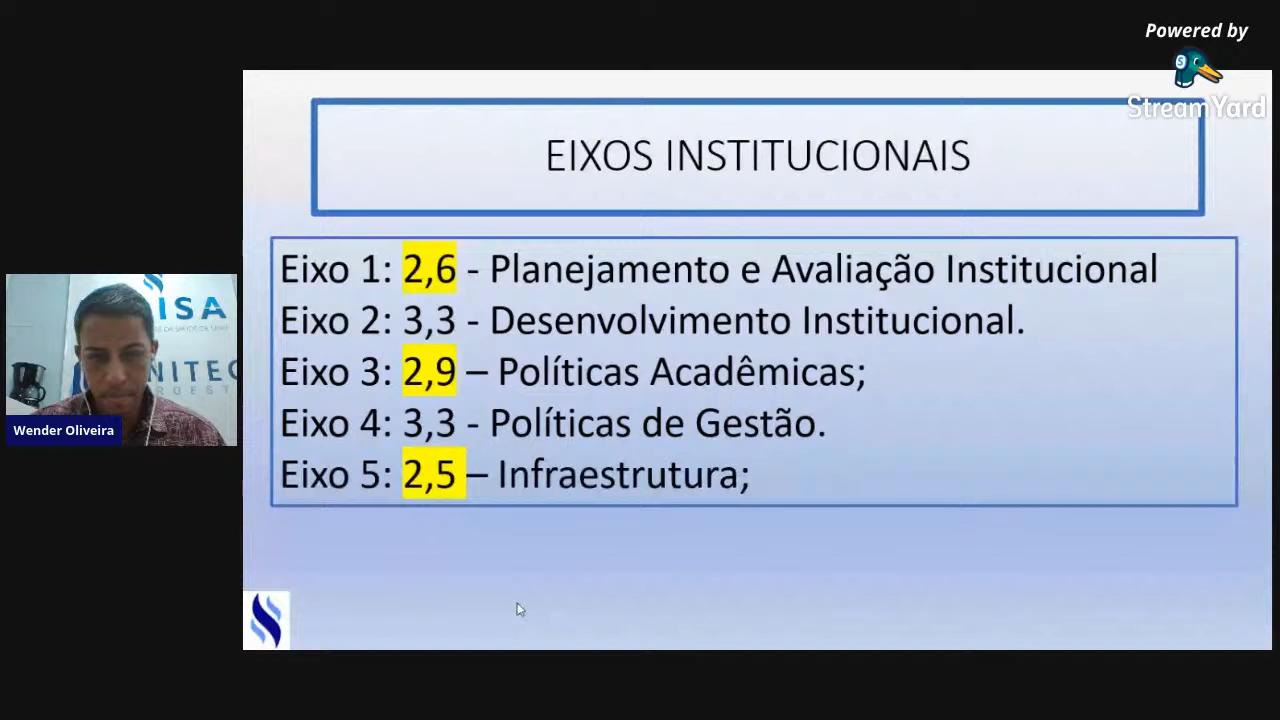 Powered by
StreamYard
EIXOS INSTITUCIONAIS
Eixo 1: 2,6 - Planejamento e Avaliação Institucional
Eixo 2: 3,3 - Desenvolvimento Institucional.
Eixo 3: 2,9 – Políticas Acadêmicas;
Eixo 4: 3,3 - Políticas de Gestão.
Eixo 5: 2,5 – Infraestrutura;
ISA
NITEC
Wender Oliveira